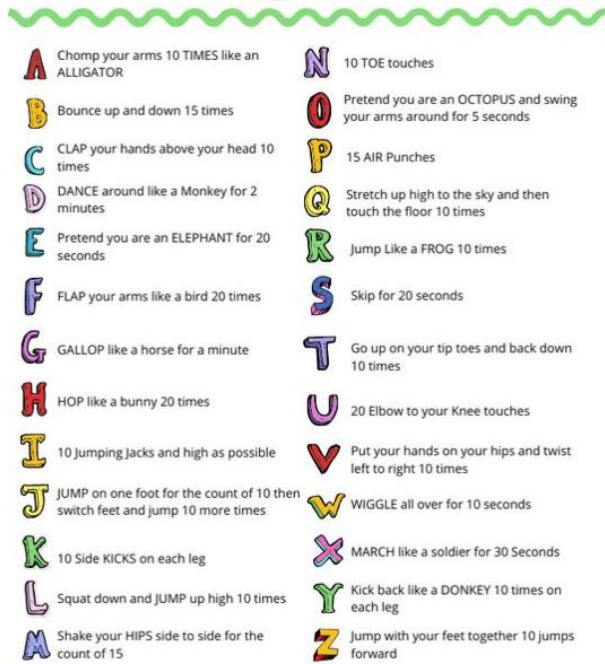 A Chomp your arms 10 TIMES like an
ALLIGATOR
B Bounce up and down 15 times
C CLAP your hands above your head 10
times
D DANCE around like a Monkey for 2
minutes
E Pretend you are an ELEPHANT for 20
seconds
F FLAP your arms like a bird 20 times
G GALLOP like a horse for a minute
H HOP like a bunny 20 times
I 10 Jumping Jacks and high as possible
J JUMP on one foot for the count of 10 then
switch feet and jump 10 more times
K 10 Side KICKS on each leg
L Squat down and JUMP up high 10 times
M Shake your HIPS side to side for the
count of 15
N 10 TOE touches
O Pretend you are an OCTOPUS and swing
your arms around for 5 seconds
P 15 AIR Punches
Q Stretch up high to the sky and then
touch the floor 10 times
R Jump Like a FROG 10 times
S Skip for 20 seconds
T Go up on your tip toes and back down
10 times
U 20 Elbow to your Knee touches
V Put your hands on your hips and twist
left to right 10 times
W WIGGLE all over for 10 seconds
X MARCH like a soldier for 30 Seconds
Y Kick back like a DONKEY 10 times on
each leg
Z Jump with your feet together 10 jumps
forward